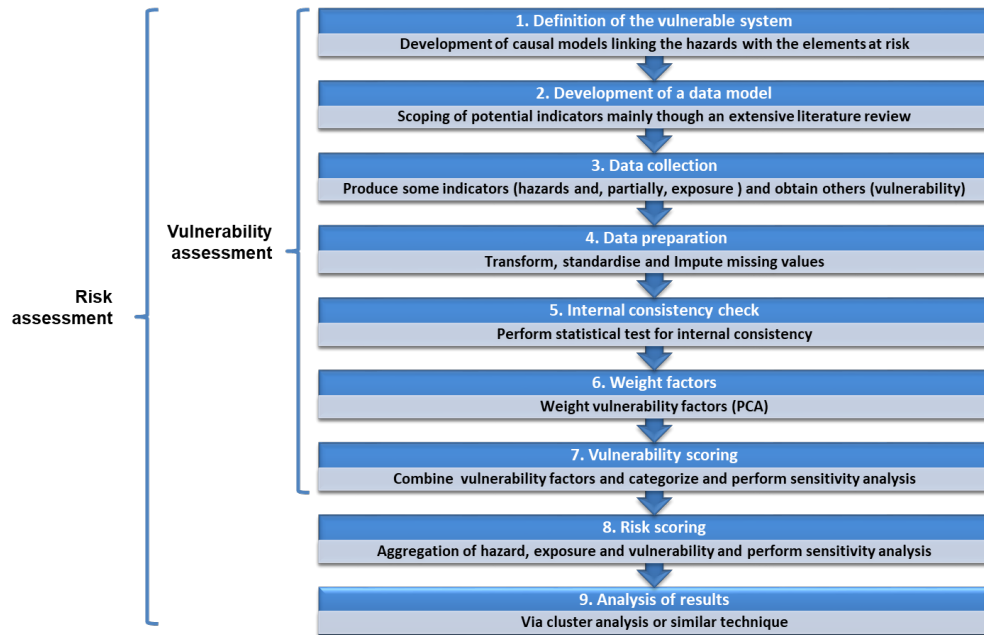 1. Definition of the vulnerable system
Development of causal models linking the hazards with the elements at risk
2. Development of a data model
Scoping of potential indicators mainly though an extensive literature review
3. Data collection
Produce some indicators (hazards and, partially, exposure ) and obtain others (vulnerability)
Vulnerability
assessment
4. Data preparation
Transform, standardise and Impute missing values
Risk
assessment
5. Internal consistency check
Perform statistical test for internal consistency
6. Weight factors
Weight vulnerability factors (PCA)
7. Vulnerability scoring
Combine vulnerability factors and categorize and perform sensitivity analysis
8. Risk scoring
Aggregation of hazard, exposure and vulnerability and perform sensitivity analysis
9. Analysis of results
Via cluster analysis or similar technique